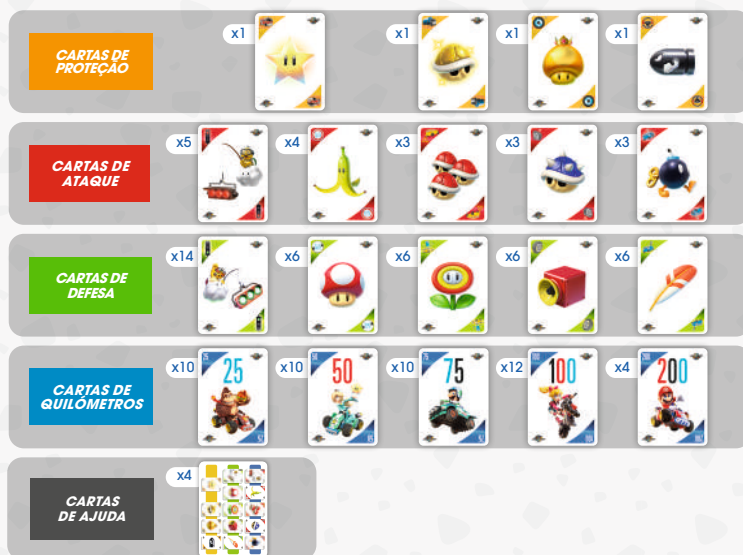 CARTAS DE
PROTEÇÃO
x1
x1
x1
x1
CARTAS DE
ATAQUE
x5
x4
x3
x3
x3
CARTAS DE
DEFESA
x14
x6
x6
x6
x6
CARTAS DE
QUILÓMETROS
x10
25
x10
50
x10
75
x12
100
x4
200
CARTAS
DE AJUDA
x4